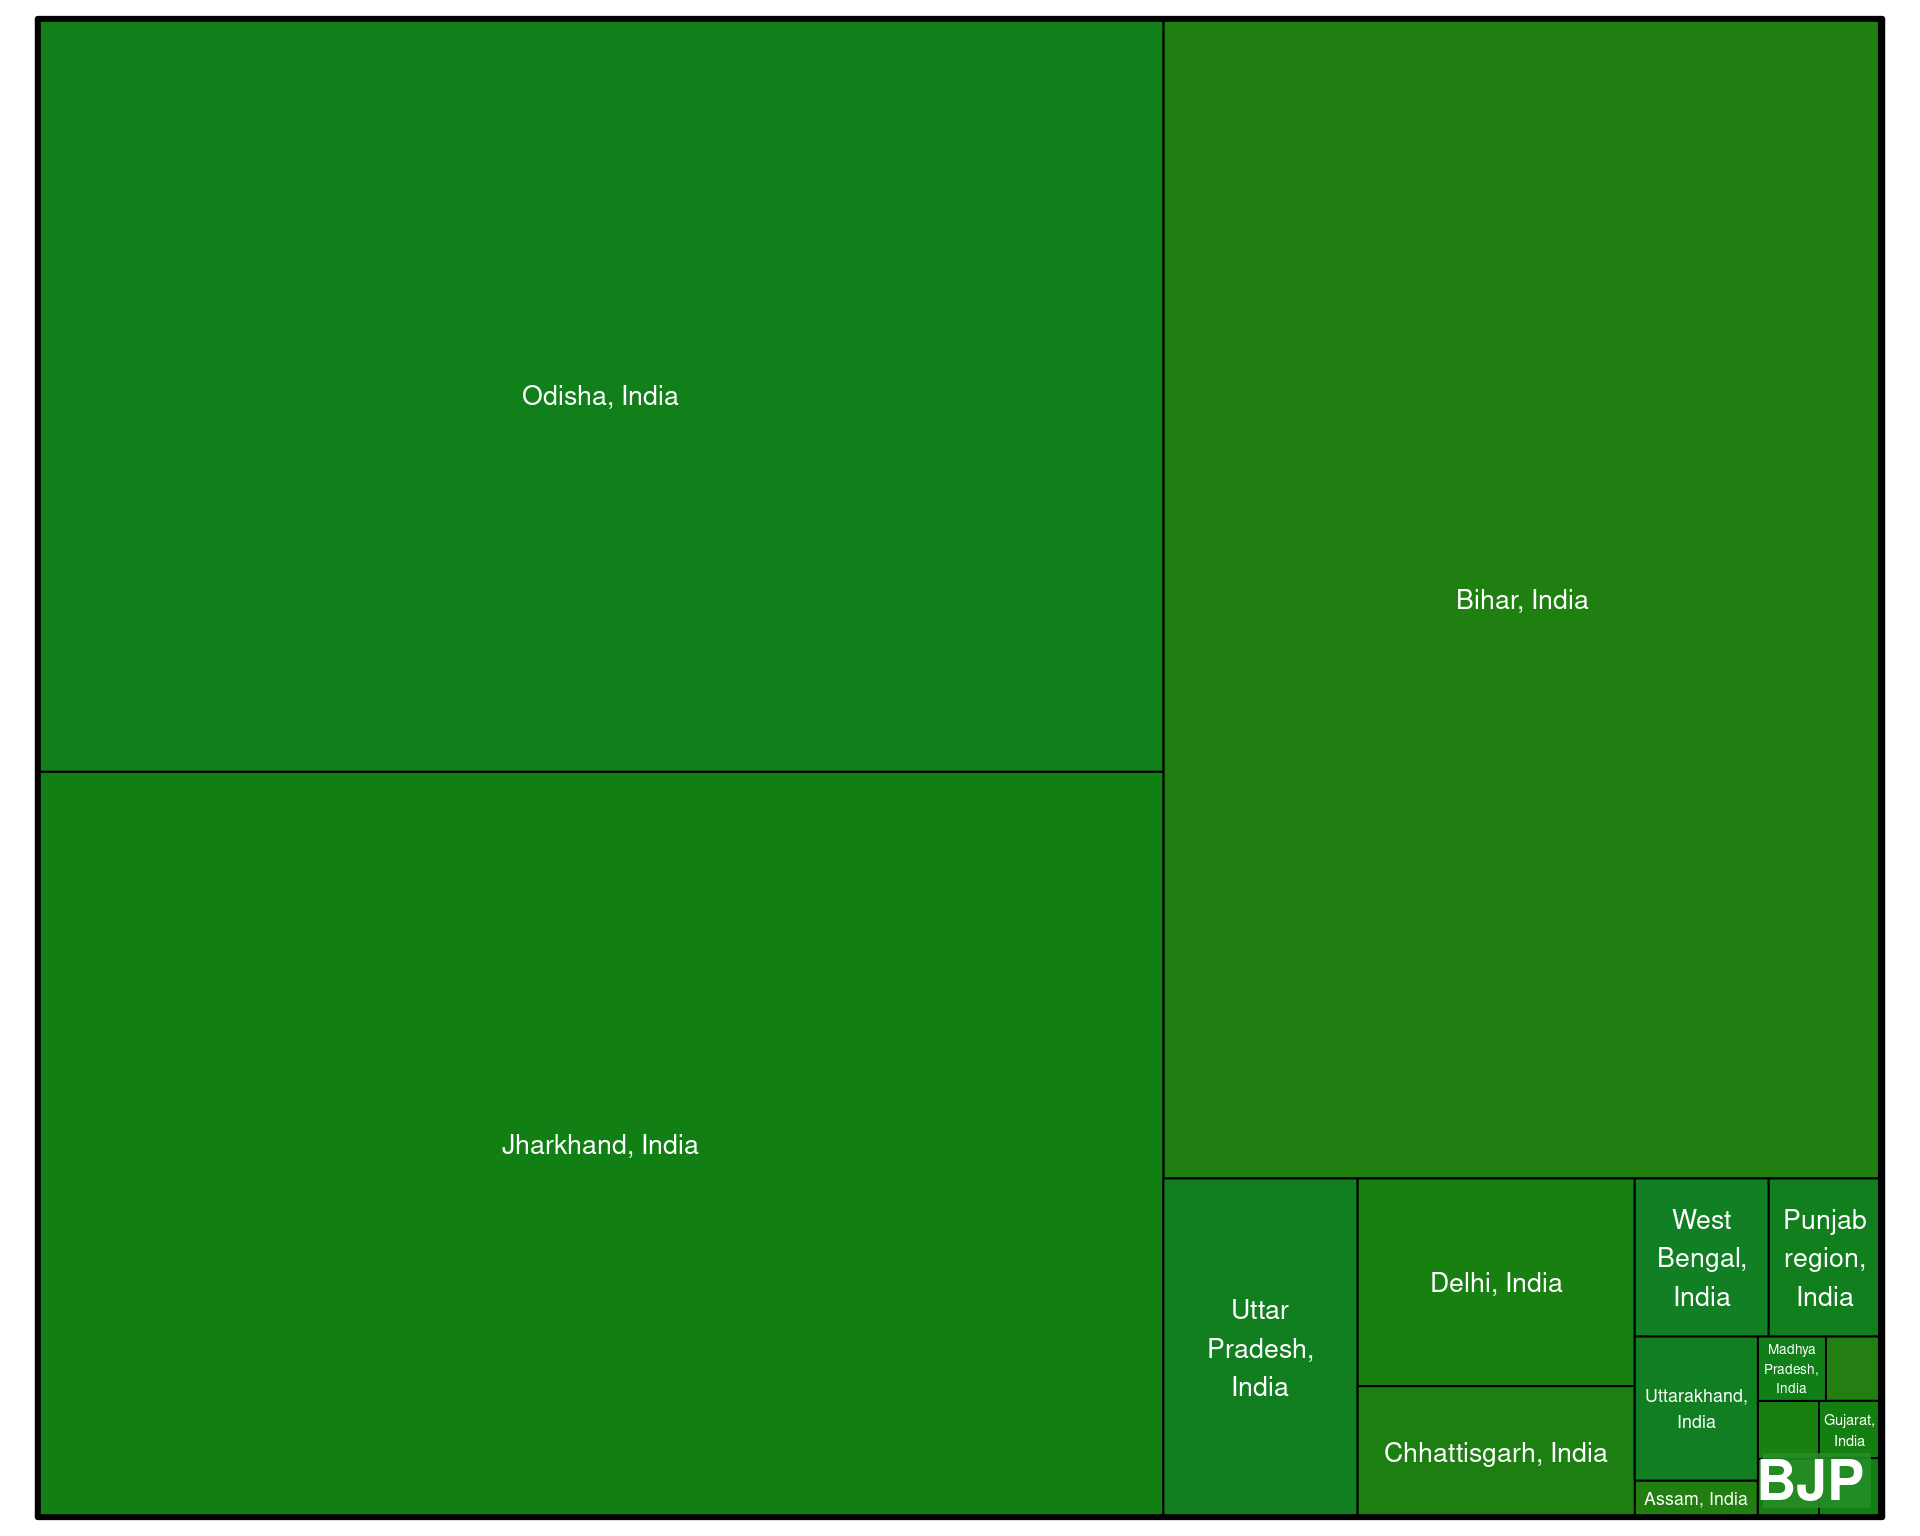 Odisha, India
Bihar, India
Jharkhand, India
Uttar
Pradesh,
India
Delhi, India
Chhattisgarh, India
West
Bengal,
India
Punjab
region,
India
Uttarakhand,
India
Madhya
Pradesh,
India
Gujarat,
India
Assam, India
BJP